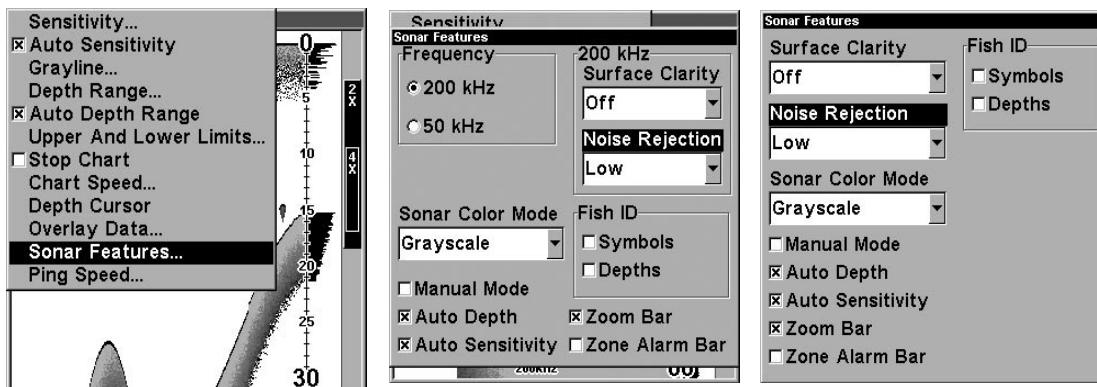 Sensitivity...
Auto Sensitivity
Grayline...
Depth Range...
Auto Depth Range
Upper And Lower Limits...
Stop Chart
Chart Speed...
Depth Cursor
Overlay Data...
Sonar Features...
Ping Speed...
0
5
10
15
20
25
30
2x
4x
Sensitivity
Sonar Features
Frequency
200 kHz
50 kHz
200 kHz
Surface Clarity
Off
Noise Rejection
Low
Sonar Color Mode
Grayscale
Fish ID
Symbols
Depths
Manual Mode
Auto Depth
Zoom Bar
Auto Sensitivity
Zone Alarm Bar
200kHz
60
Sonar Features
Surface Clarity
Off
Noise Rejection
Low
Sonar Color Mode
Grayscale
Manual Mode
Auto Depth
Auto Sensitivity
Zoom Bar
Zone Alarm Bar
Fish ID
Symbols
Depths